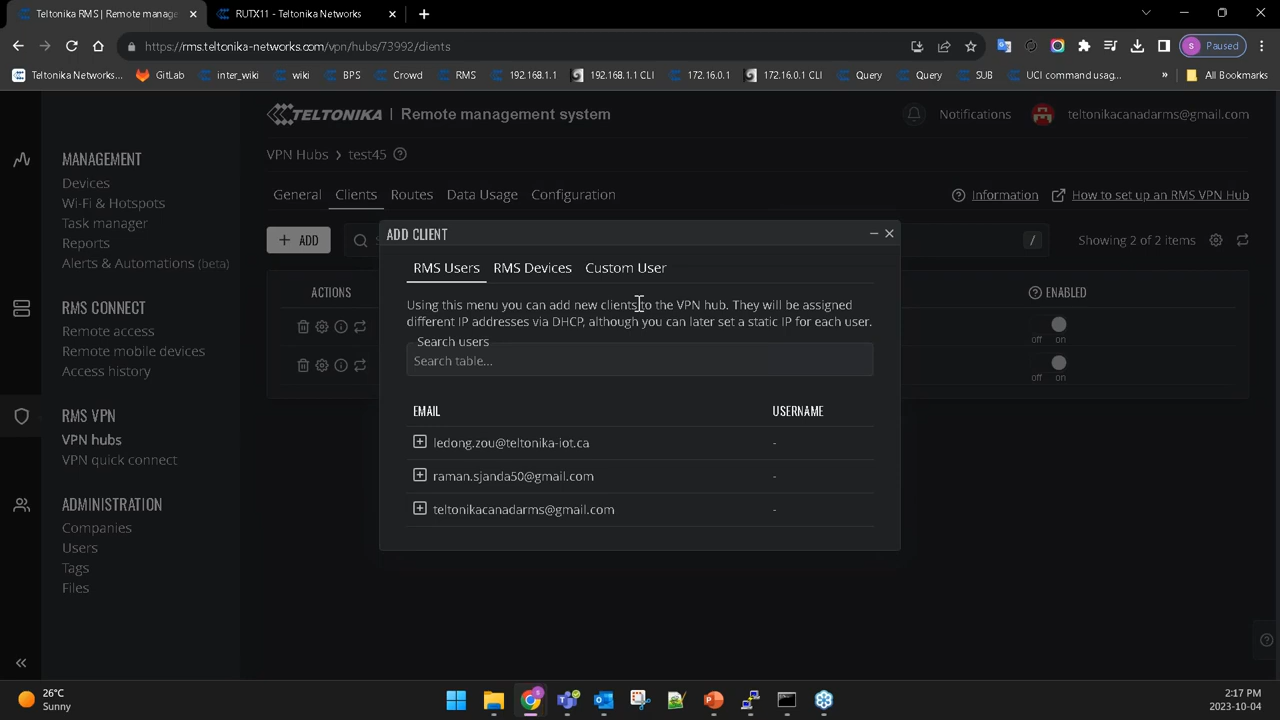 Teltonika RMS | Remote manage
RUTX11 - Teltonika Networks
https://rms.teltonika-networks.com/vpn/hubs/73992/clients
S Paused
Teltonika Networks...
GitLab
inter_wiki
wiki
BPS
Crowd
RMS
192.168.1.1
192.168.1.1 CLI
172.16.0.1
172.16.0.1 CLI
Query
Query
SUB
UCI command usag...
»
All Bookmarks
TELTONIKA | Remote management system
Notifications
teltonikacanadarms@gmail.com
MANAGEMENT
Devices
Wi-Fi & Hotspots
Task manager
Reports
Alerts & Automations (beta)
RMS CONNECT
Remote access
Remote mobile devices
Access history
RMS VPN
VPN hubs
VPN quick connect
ADMINISTRATION
Companies
Users
Tags
Files
VPN Hubs > test45
General Clients Routes Data Usage Configuration
Information
How to set up an RMS VPN Hub
+ ADD
/
Showing 2 of 2 items
ACTIONS
ENABLED
off on
off on
ADD CLIENT
RMS Users RMS Devices Custom User
Using this menu you can add new clients to the VPN hub. They will be assigned
different IP addresses via DHCP, although you can later set a static IP for each user.
Search users
Search table...
EMAIL USERNAME
ledong.zou@teltonika-iot.ca -
raman.sjanda50@gmail.com -
teltonikacanadarms@gmail.com -
26°C
Sunny
2:17 PM
2023-10-04